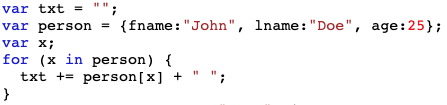 var txt = "";
var person = {fname:"John", lname:"Doe", age:25};
var x;
for (x in person) {
  txt += person[x] + " ";
}